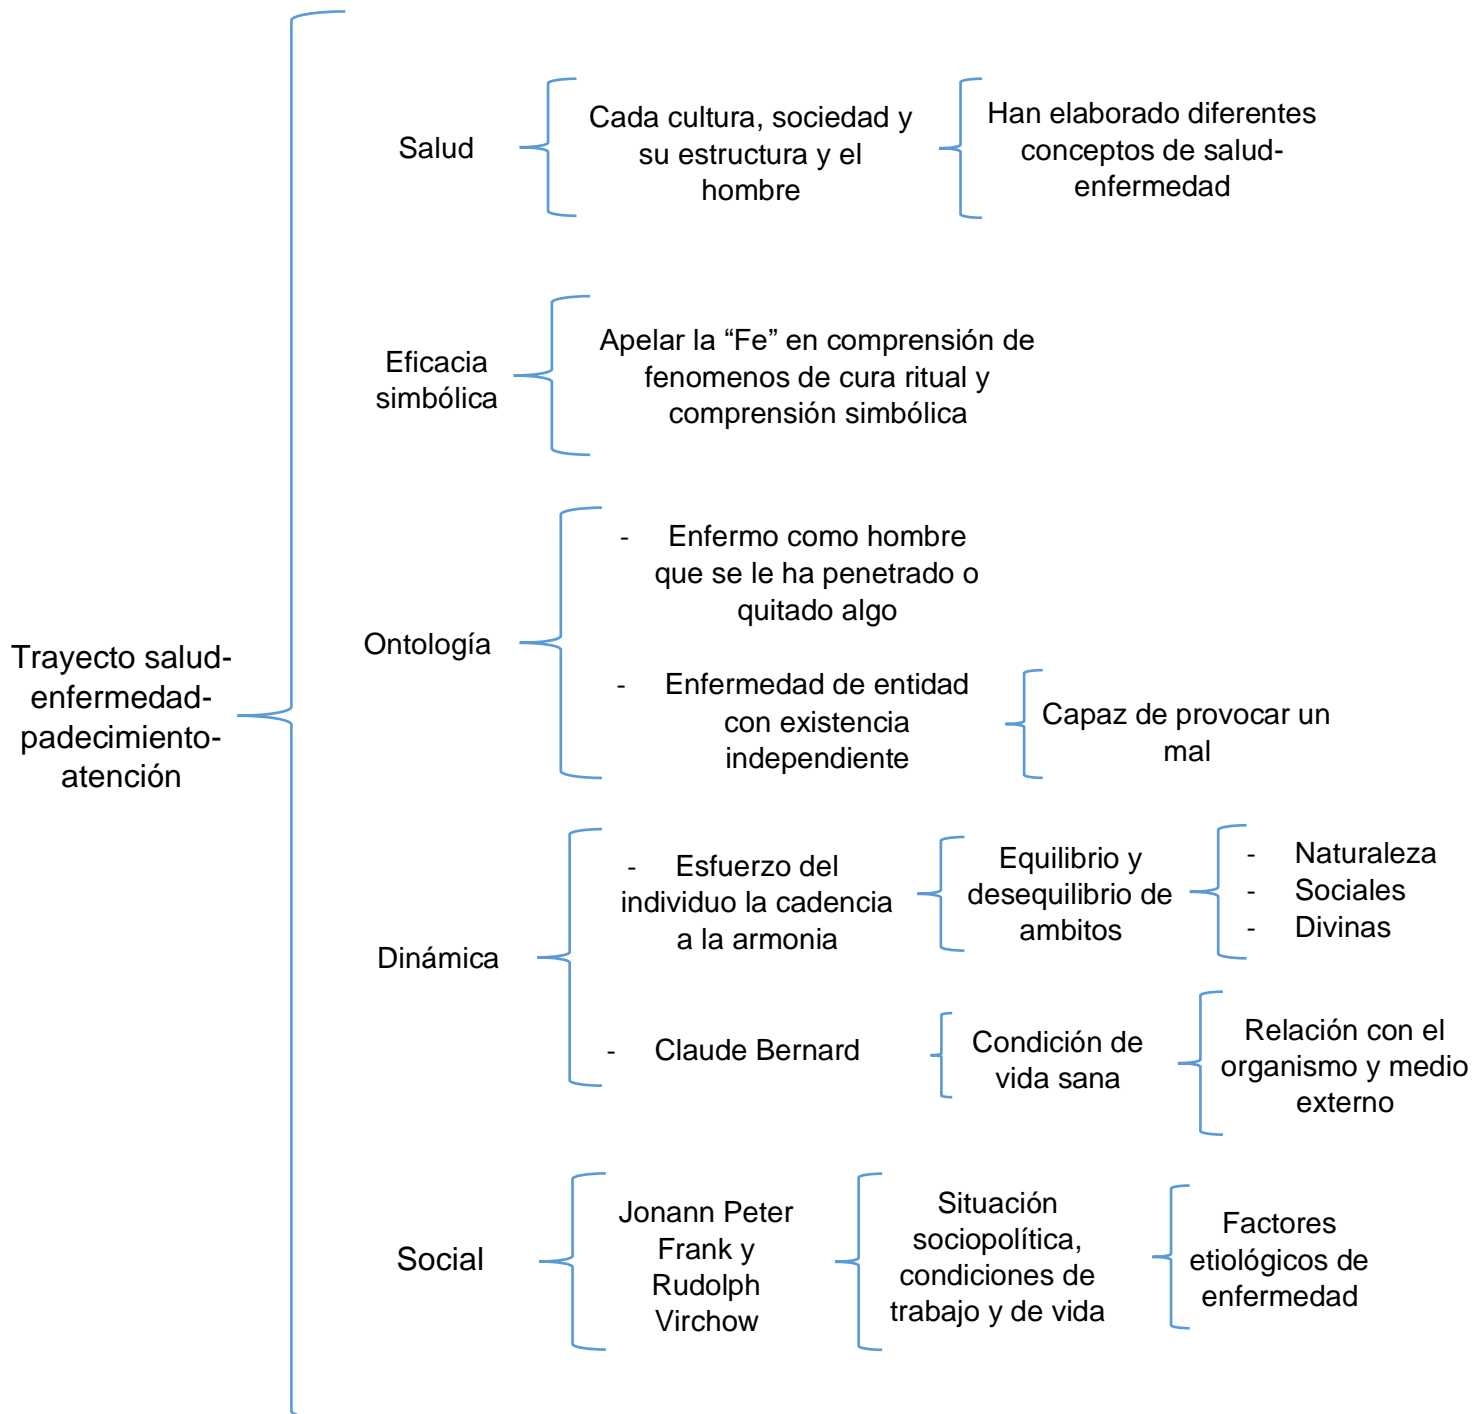 Trayecto salud-
enfermedad-
padecimiento-
atención
Salud
Cada cultura, sociedad y
su estructura y el
hombre
Han elaborado diferentes
conceptos de salud-
enfermedad
Eficacia
simbólica
Apelar la “Fe” en comprensión de
fenomenos de cura ritual y
comprensión simbólica
Ontología
- Enfermo como hombre
que se le ha penetrado o
quitado algo
- Enfermedad de entidad
con existencia
independiente
Capaz de provocar un
mal
Dinámica
- Esfuerzo del
individuo la cadencia
a la armonia
Equilibrio y
desequilibrio de
ambitos
- Naturaleza
- Sociales
- Divinas
- Claude Bernard
Condición de
vida sana
Relación con el
organismo y medio
externo
Social
Jonann Peter
Frank y
Rudolph
Virchow
Situación
sociopolítica,
condiciones de
trabajo y de vida
Factores
etiológicos de
enfermedad